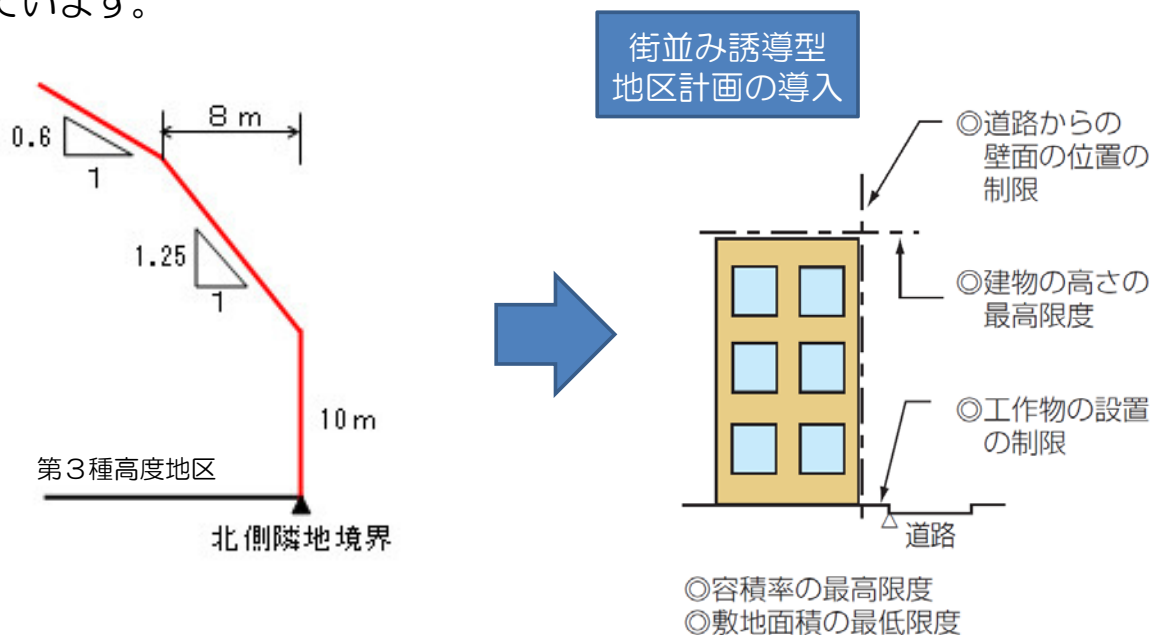 ています。
街並み誘導型
地区計画の導入
8 m
0.6
1
1.25
1
10m
第３種高度地区
北側隣地境界
◎道路からの
壁面の位置の
制限
◎建物の高さの
最高限度
◎工作物の設置
の制限
道路
◎容積率の最高限度
◎敷地面積の最低限度